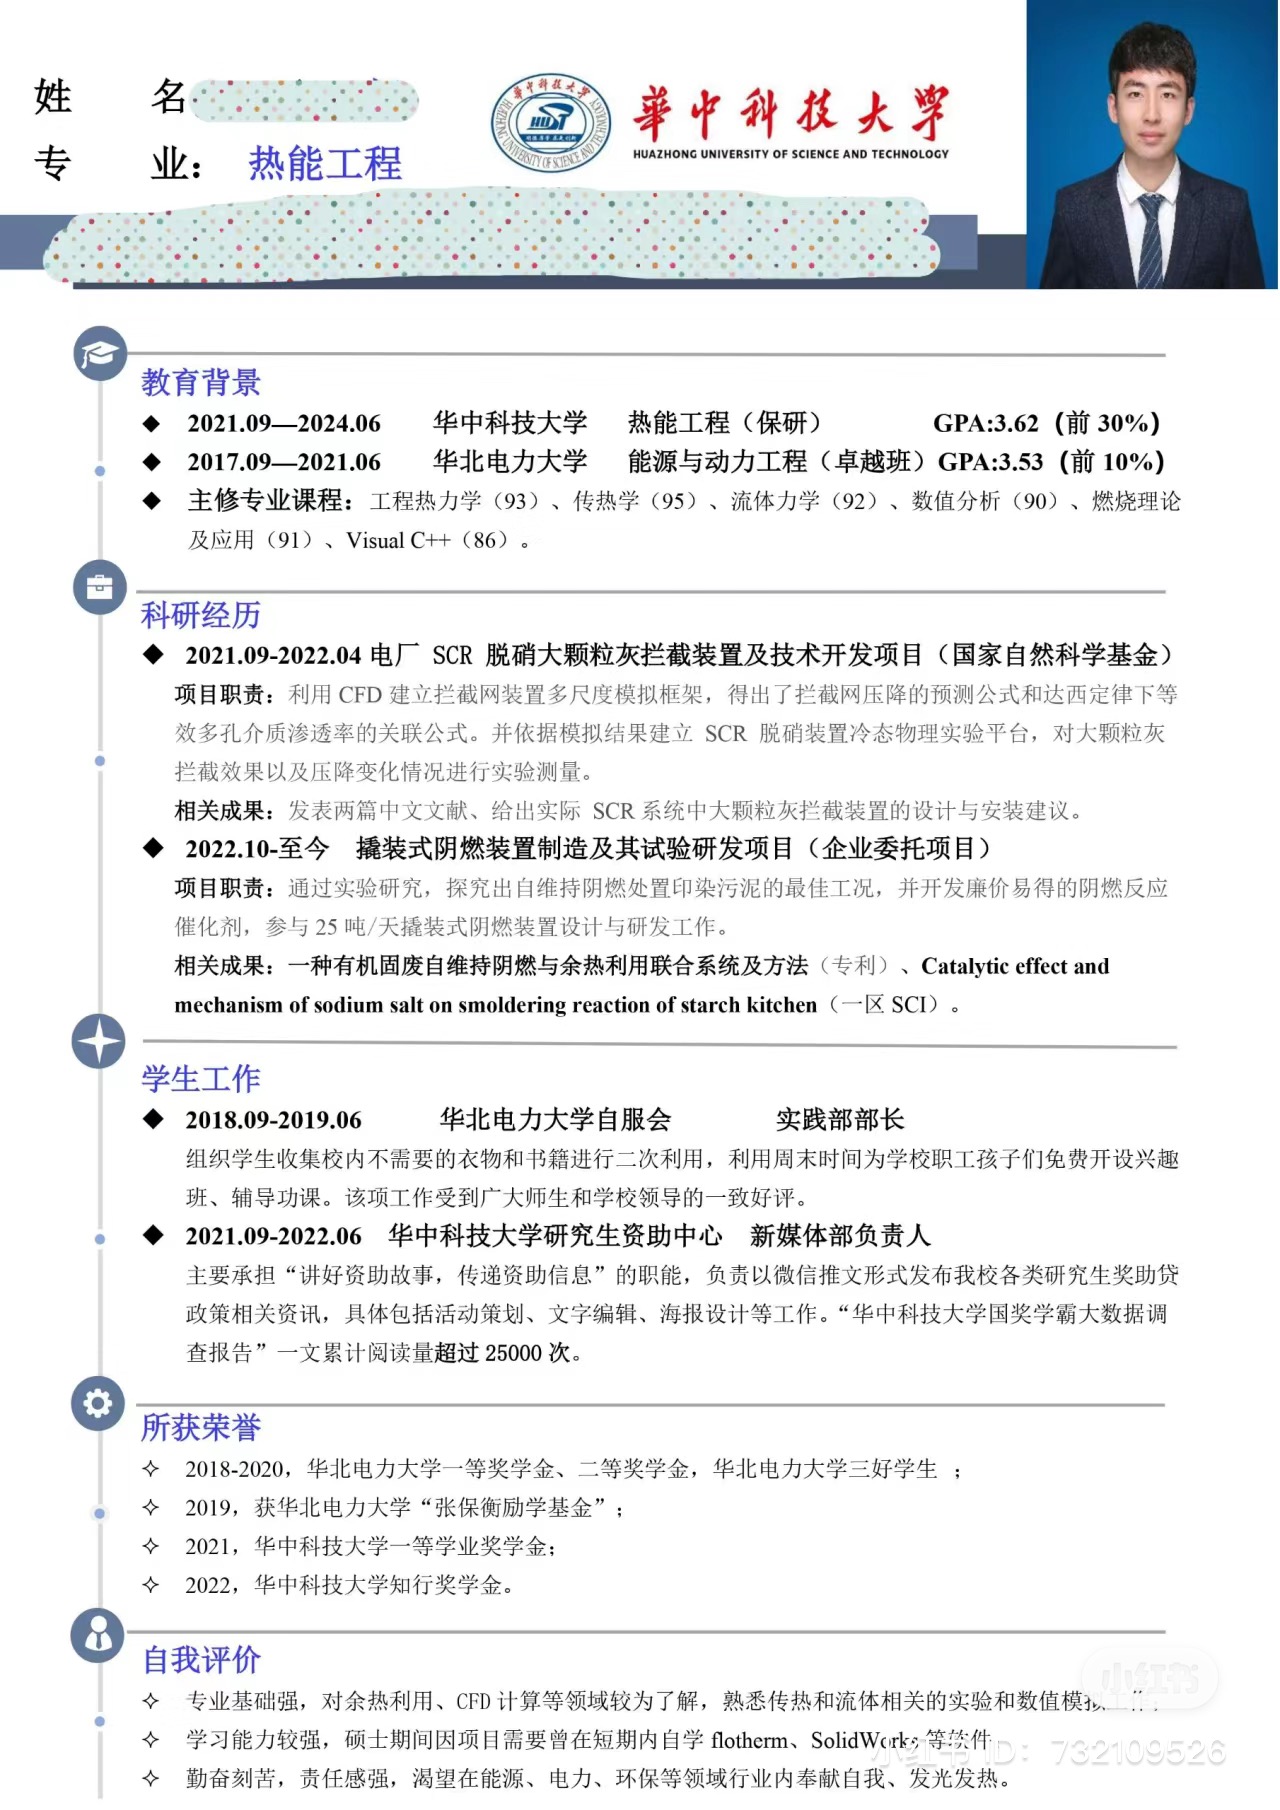 姓 名
专 业： 热能工程
華中科技大學
HUAZHONG UNIVERSITY OF SCIENCE AND TECHNOLOGY
教育背景
◆ 2021.09—2024.06 华中科技大学 热能工程（保研） GPA:3.62（前 30%）
◆ 2017.09—2021.06 华北电力大学 能源与动力工程（卓越班）GPA:3.53（前 10%）
◆ 主修专业课程：工程热力学（93）、传热学（95）、流体力学（92）、数值分析（90）、燃烧理论
及应用（91）、Visual C++（86）。
科研经历
◆ 2021.09-2022.04 电厂 SCR 脱硝大颗粒灰拦截装置及技术开发项目（国家自然科学基金）
项目职责：利用 CFD 建立拦截网装置多尺度模拟框架，得出了拦截网压降的预测公式和达西定律下等
效多孔介质渗透率的关联公式。并依据模拟结果建立 SCR 脱硝装置冷态物理实验平台，对大颗粒灰
拦截效果以及压降变化情况进行实验测量。
相关成果：发表两篇中文文献、给出实际 SCR 系统中大颗粒灰拦截装置的设计与安装建议。
◆ 2022.10-至今 撬装式阴燃装置制造及其试验研发项目（企业委托项目）
项目职责：通过实验研究，探究出自维持阴燃处置印染污泥的最佳工况，并开发廉价易得的阴燃反应
催化剂，参与 25 吨/天撬装式阴燃装置设计与研发工作。
相关成果：一种有机固废自维持阴燃与余热利用联合系统及方法（专利）、Catalytic effect and
mechanism of sodium salt on smoldering reaction of starch kitchen（一区 SCI）。
学生工作
◆ 2018.09-2019.06 华北电力大学自服会 实践部部长
组织学生收集校内不需要的衣物和书籍进行二次利用，利用周末时间为学校职工孩子们免费开设兴趣
班、辅导功课。该项工作受到广大师生和学校领导的一致好评。
◆ 2021.09-2022.06 华中科技大学研究生资助中心 新媒体部负责人
主要承担“讲好资助故事，传递资助信息”的职能，负责以微信推文形式发布我校各类研究生奖助贷
政策相关资讯，具体包括活动策划、文字编辑、海报设计等工作。“华中科技大学国奖学霸大数据调
查报告”一文累计阅读量超过 25000 次。
所获荣誉
✧ 2018-2020，华北电力大学一等奖学金、二等奖学金，华北电力大学三好学生 ；
✧ 2019，获华北电力大学“张保衡励学基金”；
✧ 2021，华中科技大学一等学业奖学金；
✧ 2022，华中科技大学知行奖学金。
自我评价
✧ 专业基础强，对余热利用、CFD 计算等领域较为了解，熟悉传热和流体相关的实验和数值模拟工作，
✧ 学习能力较强，硕士期间因项目需要曾在短期内自学 flotherm、SolidWorks 等软件
✧ 勤奋刻苦，责任感强，渴望在能源、电力、环保等领域行业内奉献自我、发光发热。
小红书
小红书 ID：732109526